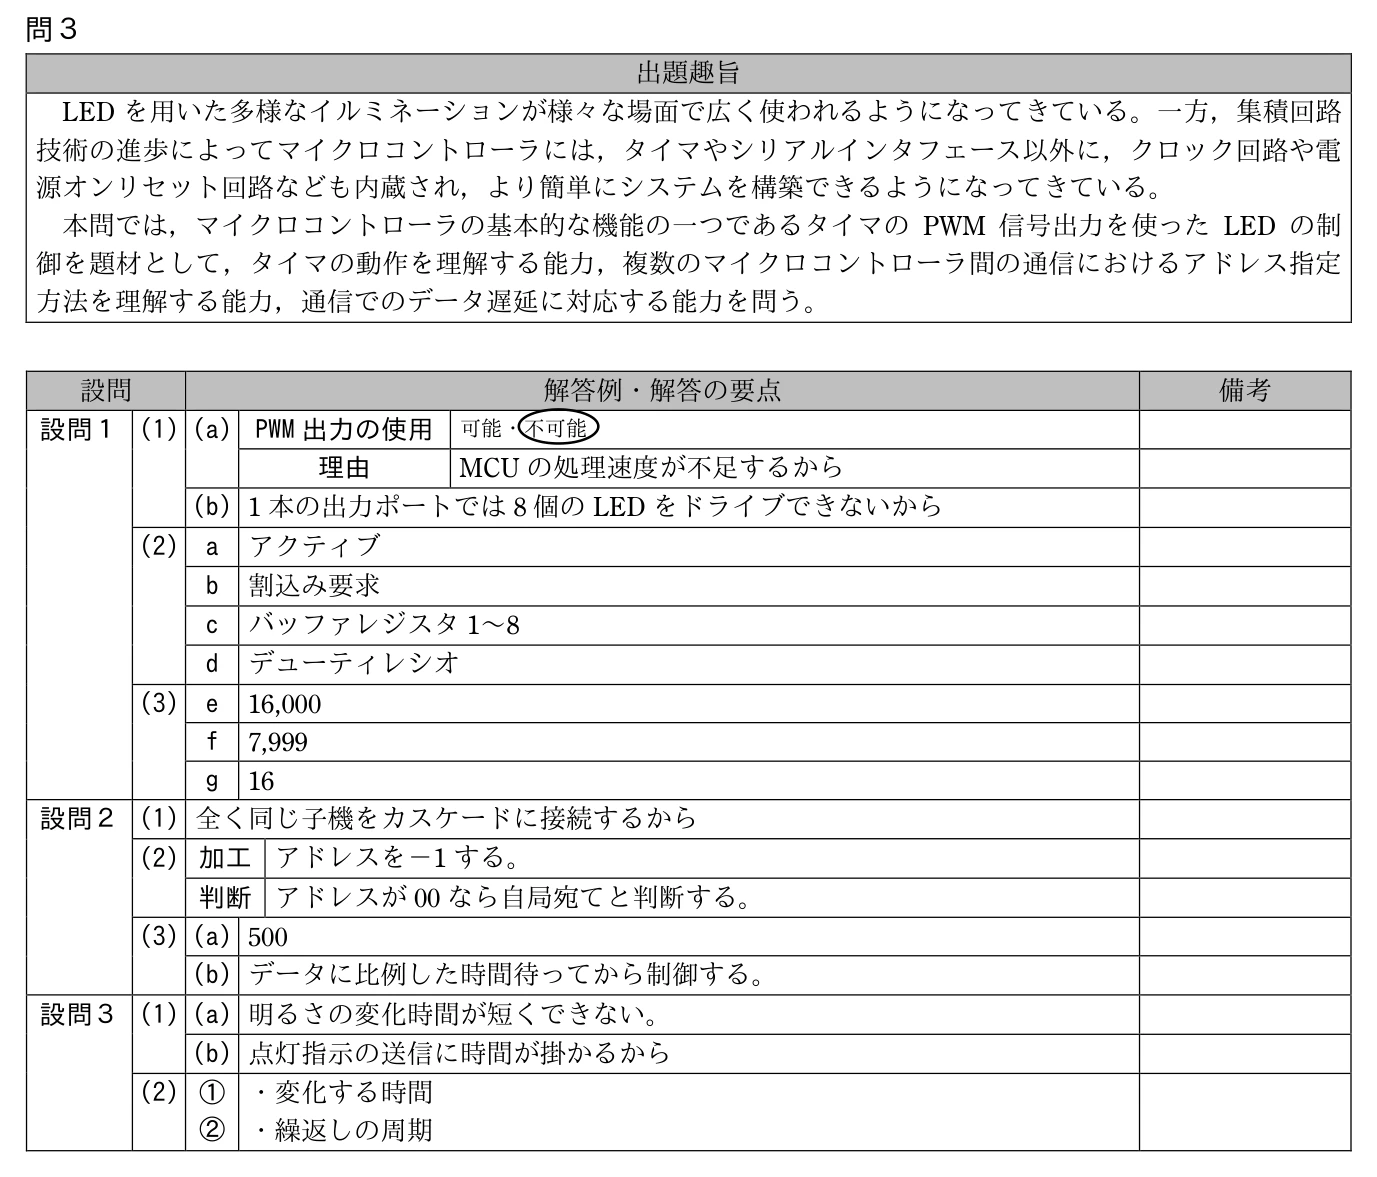 問３
出題趣旨
LED を用いた多様なイルミネーションが様々な場面で広く使われるようになってきている。一方，集積回路
技術の進歩によってマイクロコントローラには，タイマやシリアルインタフェース以外に，クロック回路や電
源オンリセット回路なども内蔵され，より簡単にシステムを構築できるようになってきている。
本問では，マイクロコントローラの基本的な機能の一つであるタイマの PWM 信号出力を使った LED の制
御を題材として，タイマの動作を理解する能力，複数のマイクロコントローラ間の通信におけるアドレス指定
方法を理解する能力，通信でのデータ遅延に対応する能力を問う。
設問 解答例・解答の要点 備考
設問１ (1) (a) PWM 出力の使用 可能・不可能
理由 MCU の処理速度が不足するから
(b) 1 本の出力ポートでは 8 個の LED をドライブできないから
(2) a アクティブ
b 割込み要求
c バッファレジスタ 1～8
d デューティレシオ
(3) e 16,000
f 7,999
g 16
設問２ (1) 全く同じ子機をカスケードに接続するから
(2) 加工 アドレスを－1 する。
判断 アドレスが 00 なら自局宛てと判断する。
(3) (a) 500
(b) データに比例した時間待ってから制御する。
設問３ (1) (a) 明るさの変化時間が短くできない。
(b) 点灯指示の送信に時間が掛かるから
(2) ① ・変化する時間
② ・繰返しの周期